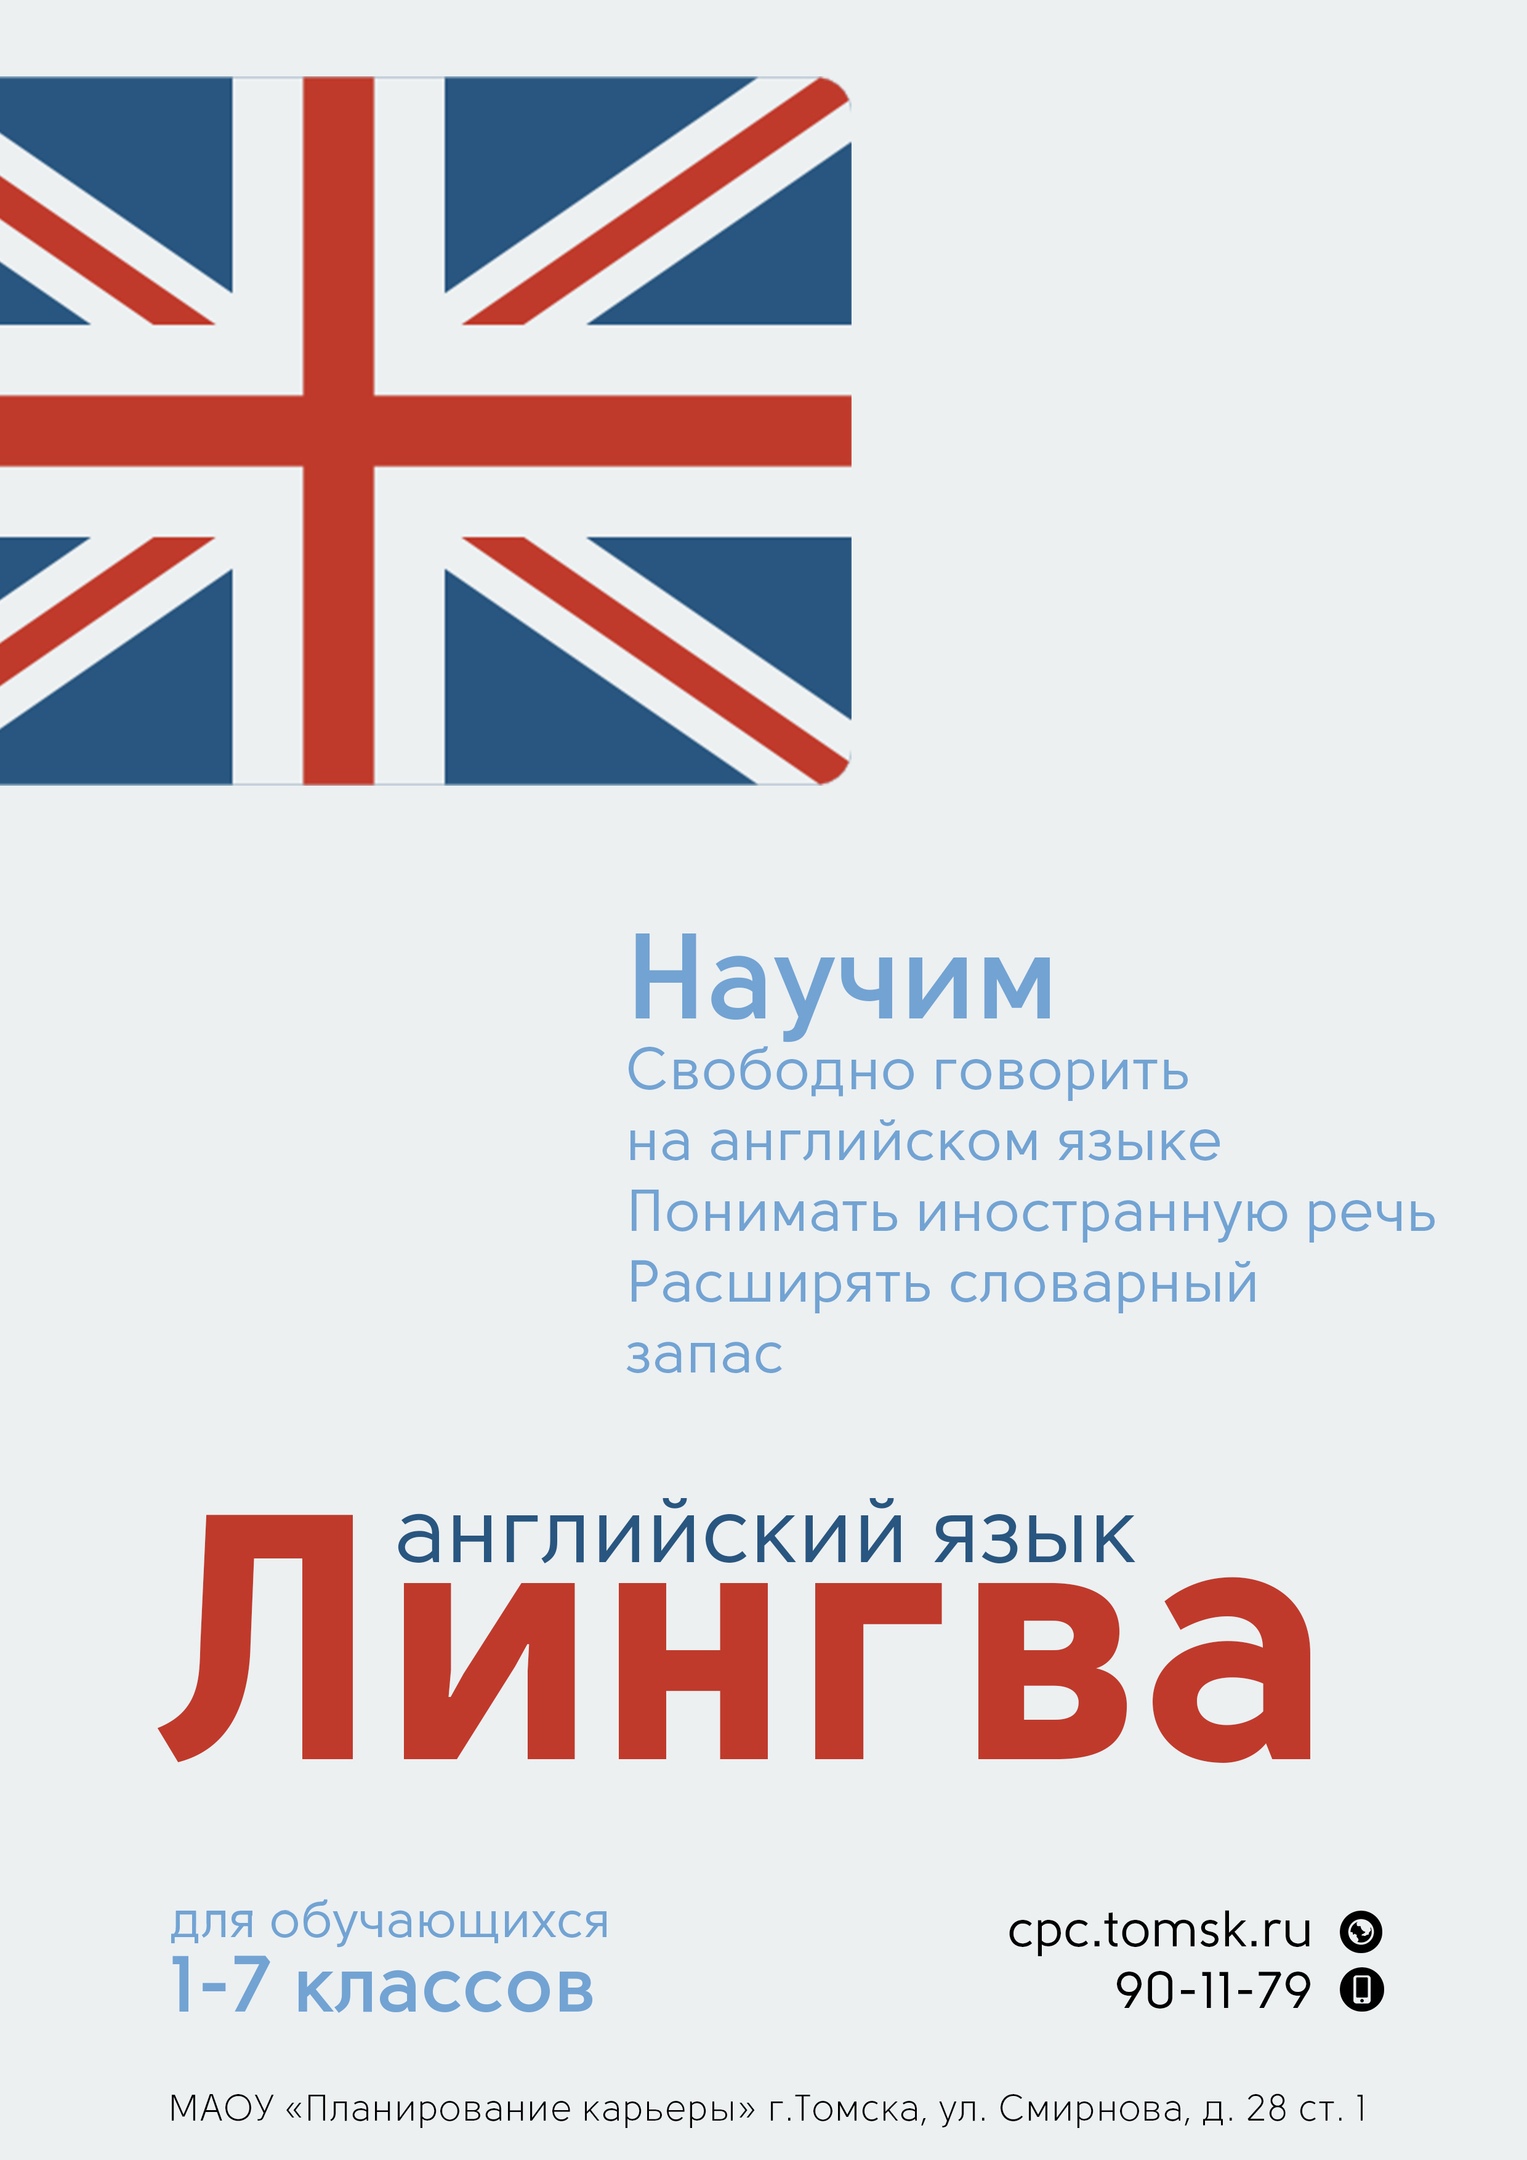 Научим
Свободно говорить
на английском языке
Понимать иностранную речь
Расширять словарный
запас
английский язык
Лингва
для обучающихся
1-7 классов
cpc.tomsk.ru
90-11-79
МАОУ «Планирование карьеры» г.Томска, ул. Смирнова, д. 28 ст. 1